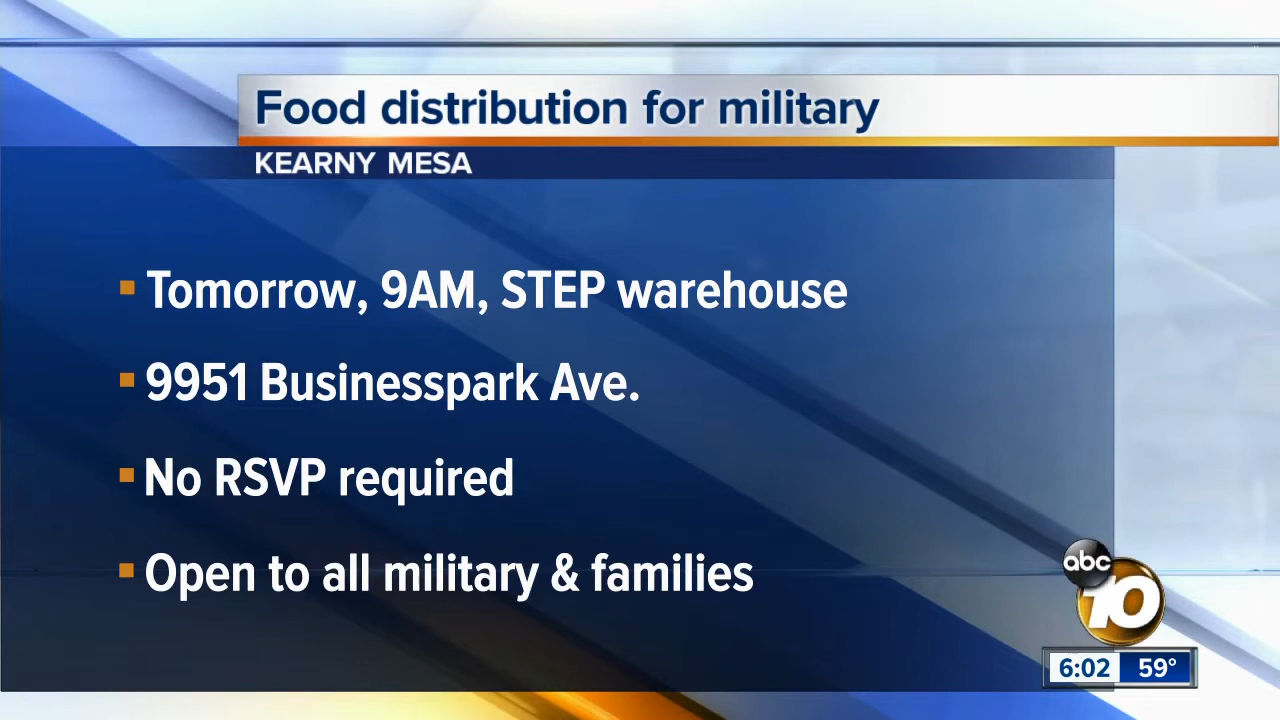 Food distribution for military
KEARNY MESA
Tomorrow, 9AM, STEP warehouse
9951 Businesspark Ave.
No RSVP required
Open to all military & families
abc
10
6:02 59°